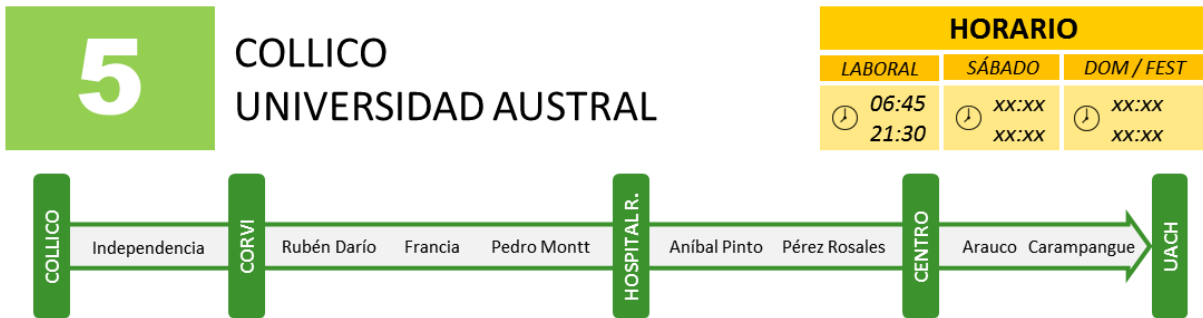 5
COLLICO
UNIVERSIDAD AUSTRAL
HORARIO
LABORAL SÁBADO DOM / FEST
06:45 xx:xx xx:xx
21:30 xx:xx xx:xx
COLLICO
Independencia
CORVI
Rubén Darío Francia Pedro Montt
HOSPITAL R.
Aníbal Pinto Pérez Rosales
CENTRO
Arauco Carampangue
UACH